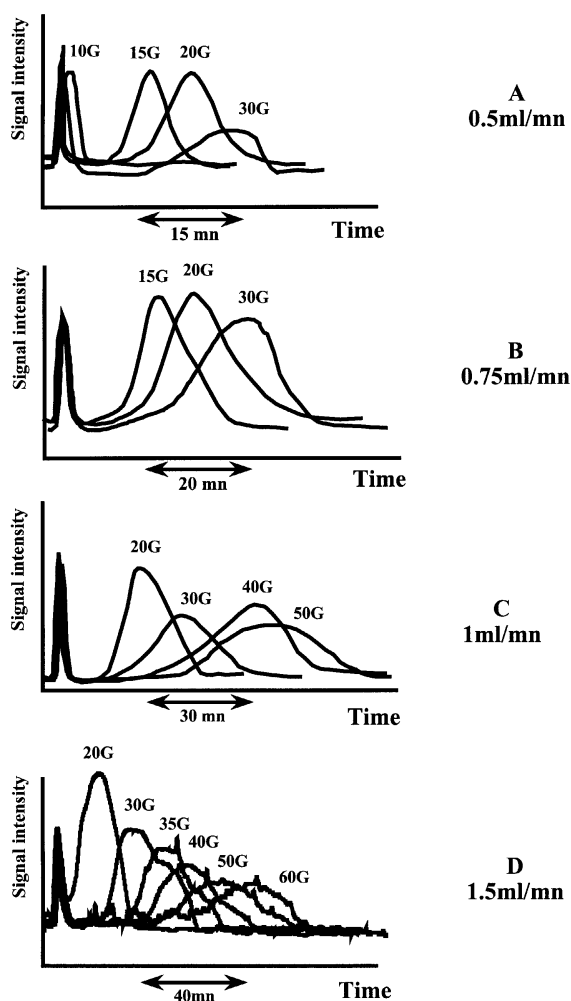 Signal intensity
10G
15G
20G
30G
A
0.5ml/mn
15 mn
Time
Signal intensity
15G
20G
30G
B
0.75ml/mn
20 mn
Time
Signal intensity
20G
30G
40G
50G
C
1ml/mn
30 mn
Time
Signal intensity
20G
30G
35G
40G
50G
60G
D
1.5ml/mn
40mn
Time